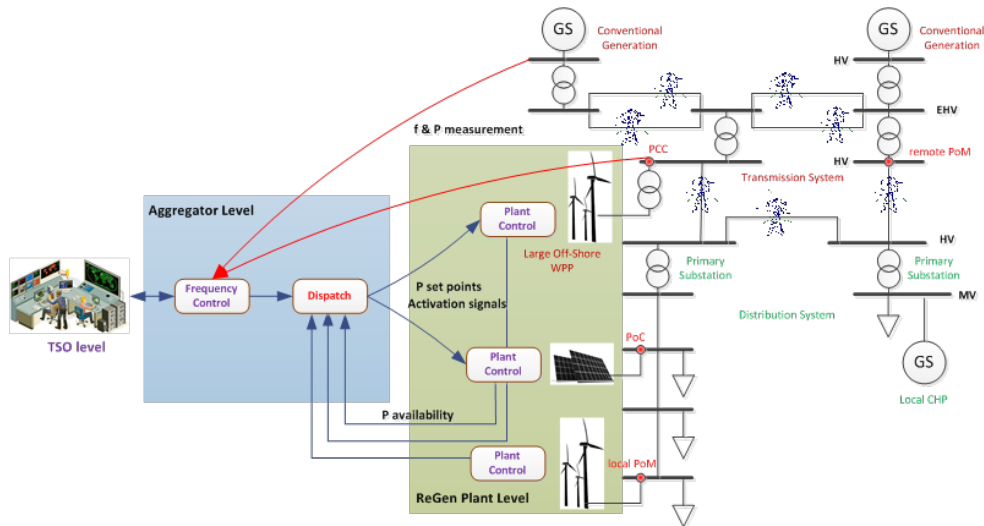 GS
Conventional
Generation
GS
Conventional
Generation
HV
EHV
f & P measurement
PCC
HV
remote PoM
Transmission System
Aggregator Level
Plant
Control
Large Off-Shore
WPP
HV
Primary
Substation
Primary
Substation
Frequency
Control
Dispatch
P set points
Activation signals
MV
Distribution System
TSO level
PoC
Plant
Control
GS
Local CHP
P availability
Plant
Control
local PoM
ReGen Plant Level